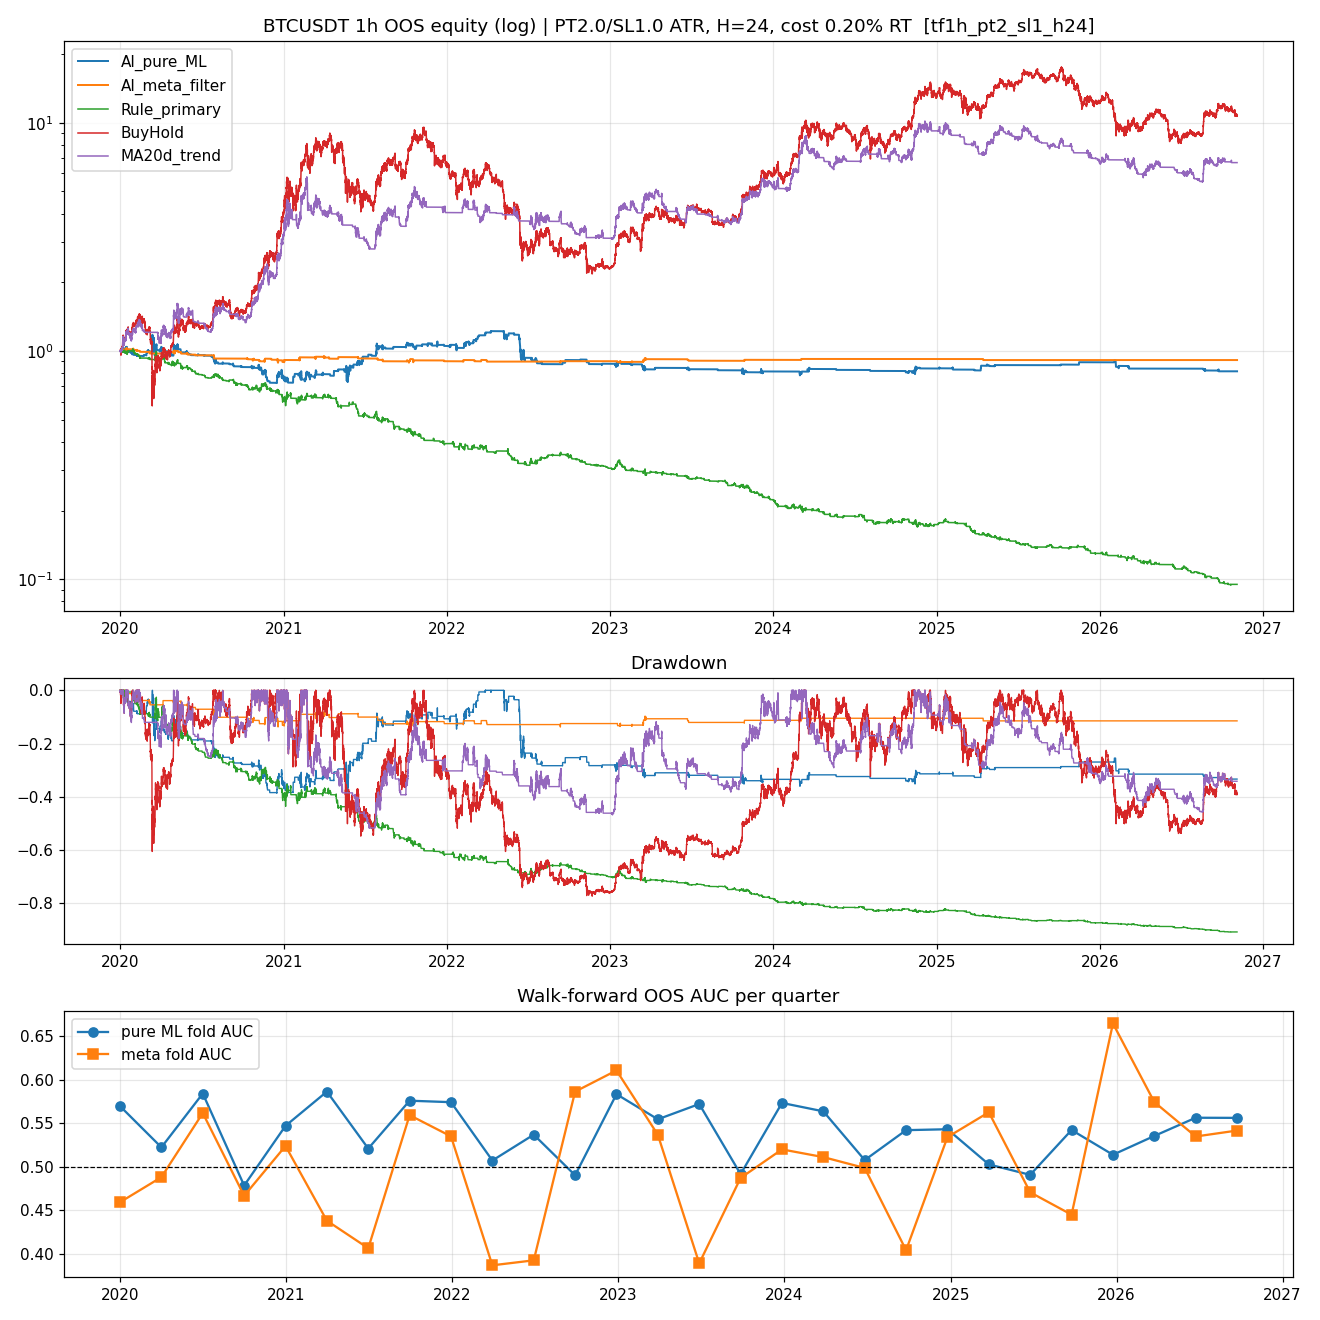 BTCUSDT 1h OOS equity (log) | PT2.0/SL1.0 ATR, H=24, cost 0.20% RT  [tf1h_pt2_sl1_h24]
AI_pure_ML
AI_meta_filter
Rule_primary
BuyHold
MA20d_trend
10¹
10⁰
10⁻¹
2020 2021 2022 2023 2024 2025 2026 2027
Drawdown
0.0
−0.2
−0.4
−0.6
−0.8
2020 2021 2022 2023 2024 2025 2026 2027
Walk-forward OOS AUC per quarter
pure ML fold AUC
meta fold AUC
0.65
0.60
0.55
0.50
0.45
0.40
2020 2021 2022 2023 2024 2025 2026 2027